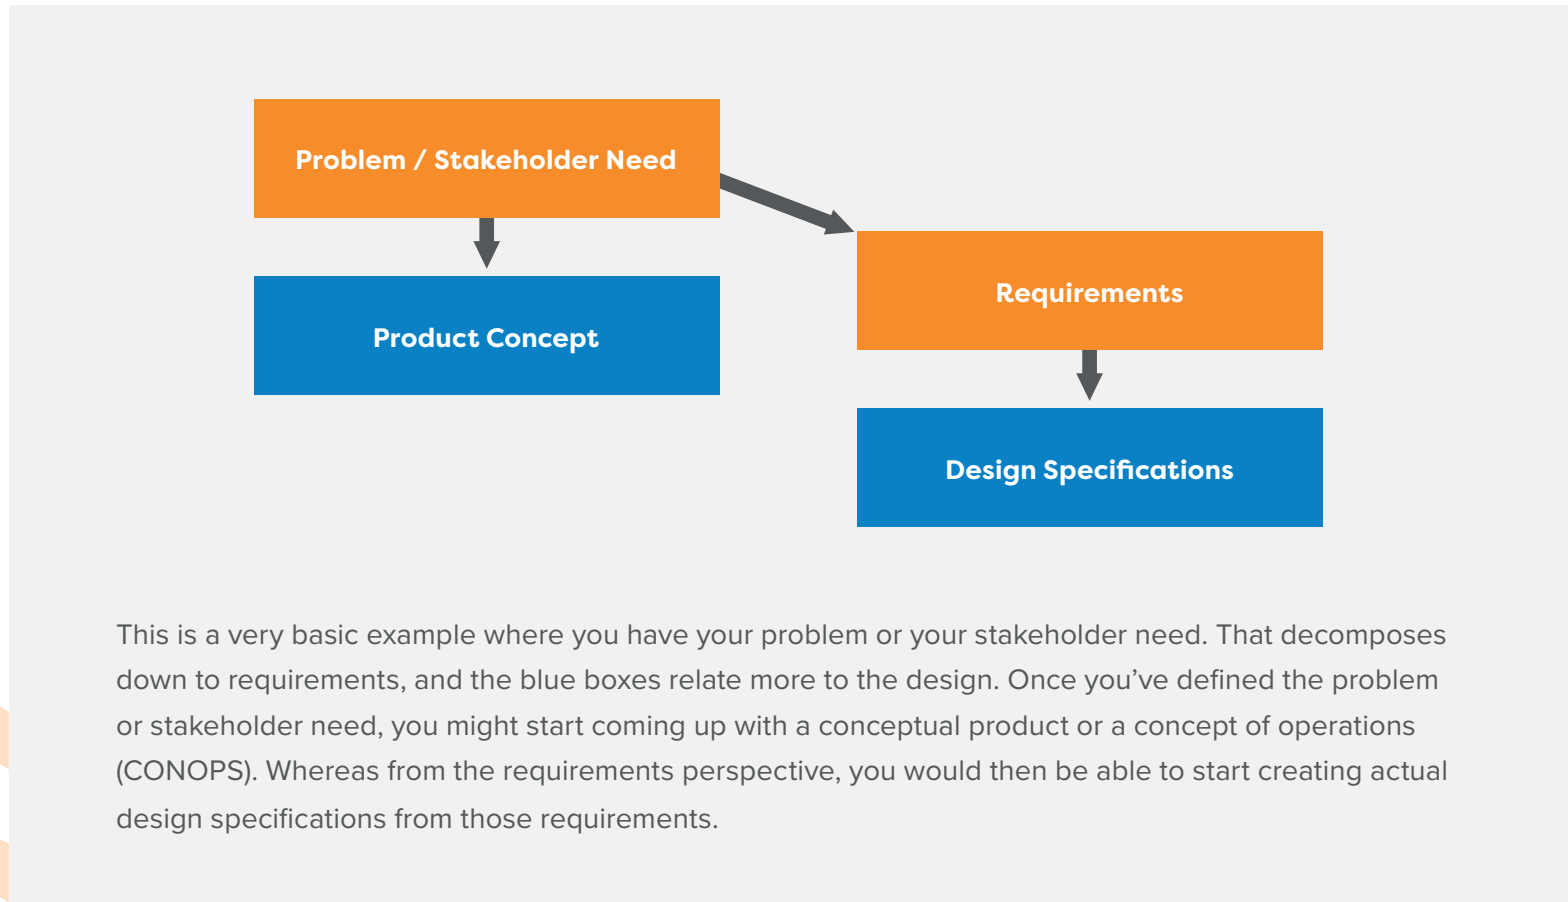 Problem / Stakeholder Need
Product Concept
Requirements
Design Specifications
This is a very basic example where you have your problem or your stakeholder need. That decomposes
down to requirements, and the blue boxes relate more to the design. Once you’ve defined the problem
or stakeholder need, you might start coming up with a conceptual product or a concept of operations
(CONOPS). Whereas from the requirements perspective, you would then be able to start creating actual
design specifications from those requirements.